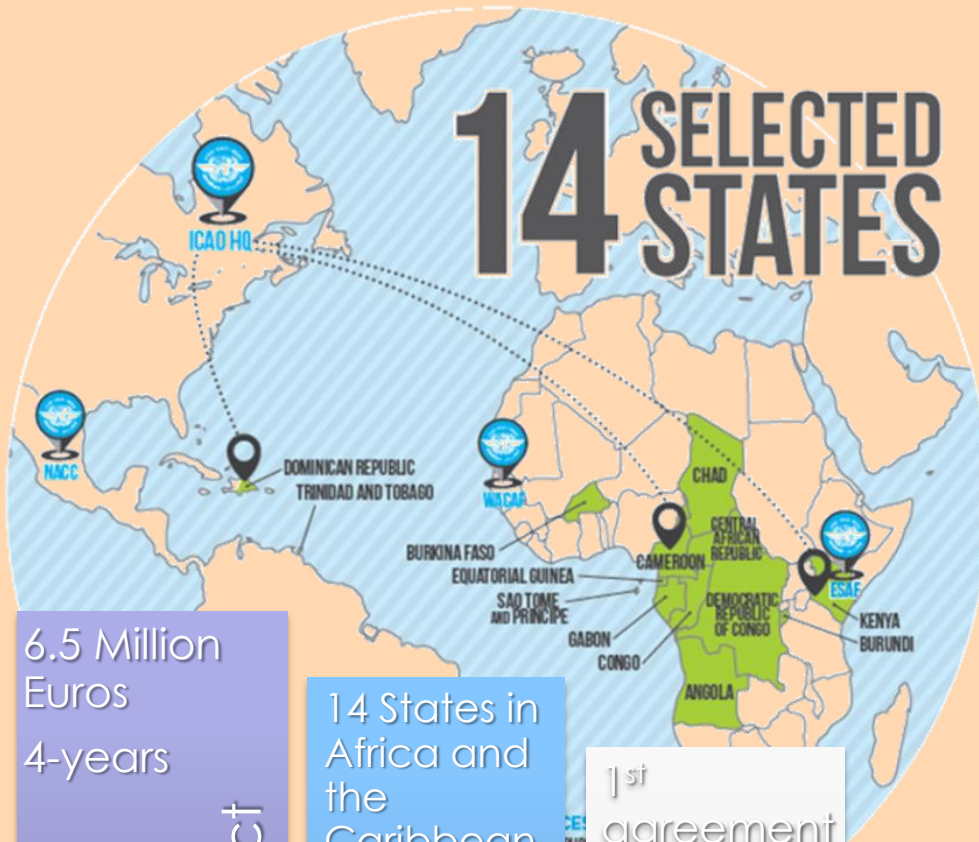 14 SELECTED
STATES
ICAO HQ
NACC
DOMINICAN REPUBLIC
TRINIDAD AND TOBAGO
WACAF
CHAD
CENTRAL
AFRICAN
REPUBLIC
BURKINA FASO
CAMEROON
EQUATORIAL GUINEA
ESAF
SAO TOME
AND PRINCIPE
DEMOCRATIC
REPUBLIC
OF CONGO
KENYA
GABON
BURUNDI
CONGO
ANGOLA
6.5 Million
Euros
4-years
14 States in
Africa and
the
Caribbean
1st
agreement